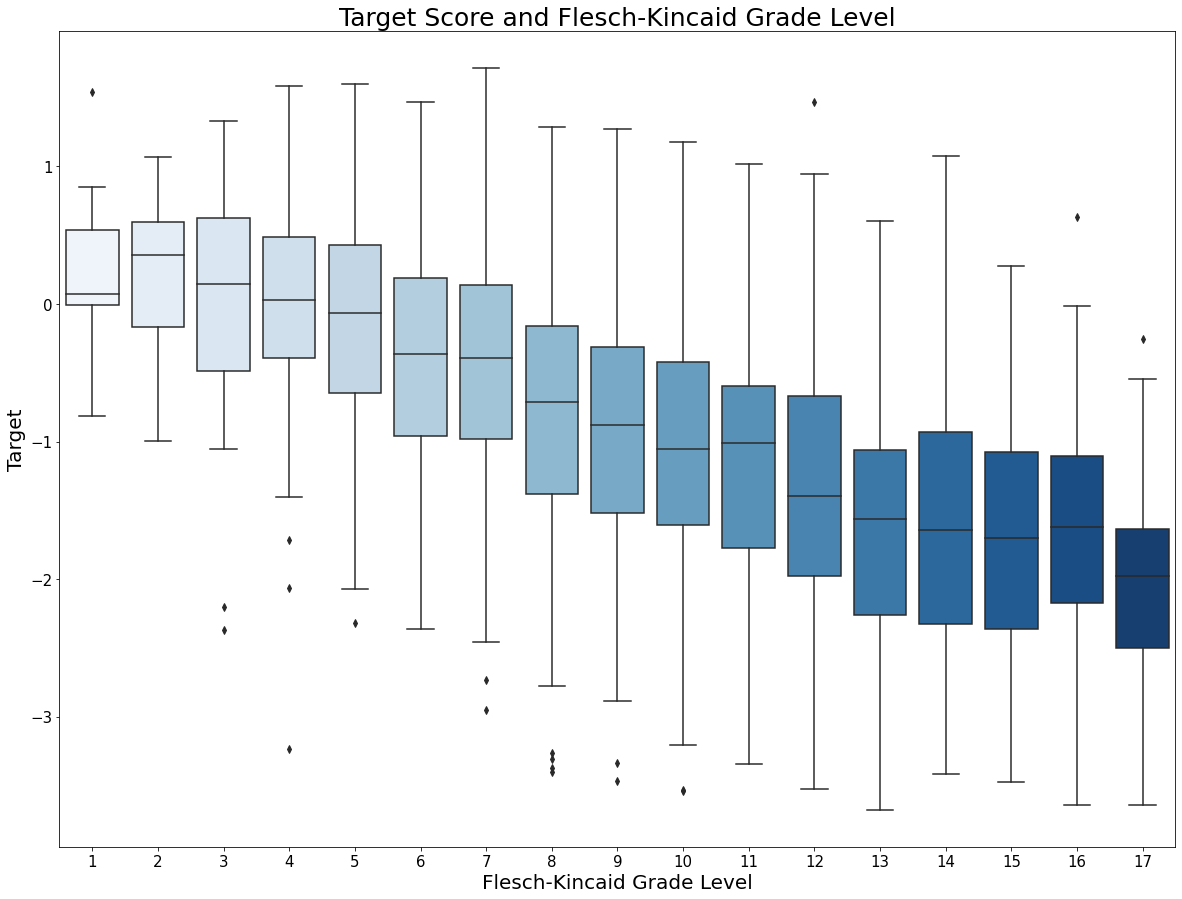 Target Score and Flesch-Kincaid Grade Level
Target
1
0
−1
−2
−3
1 2 3 4 5 6 7 8 9 10 11 12 13 14 15 16 17
Flesch-Kincaid Grade Level